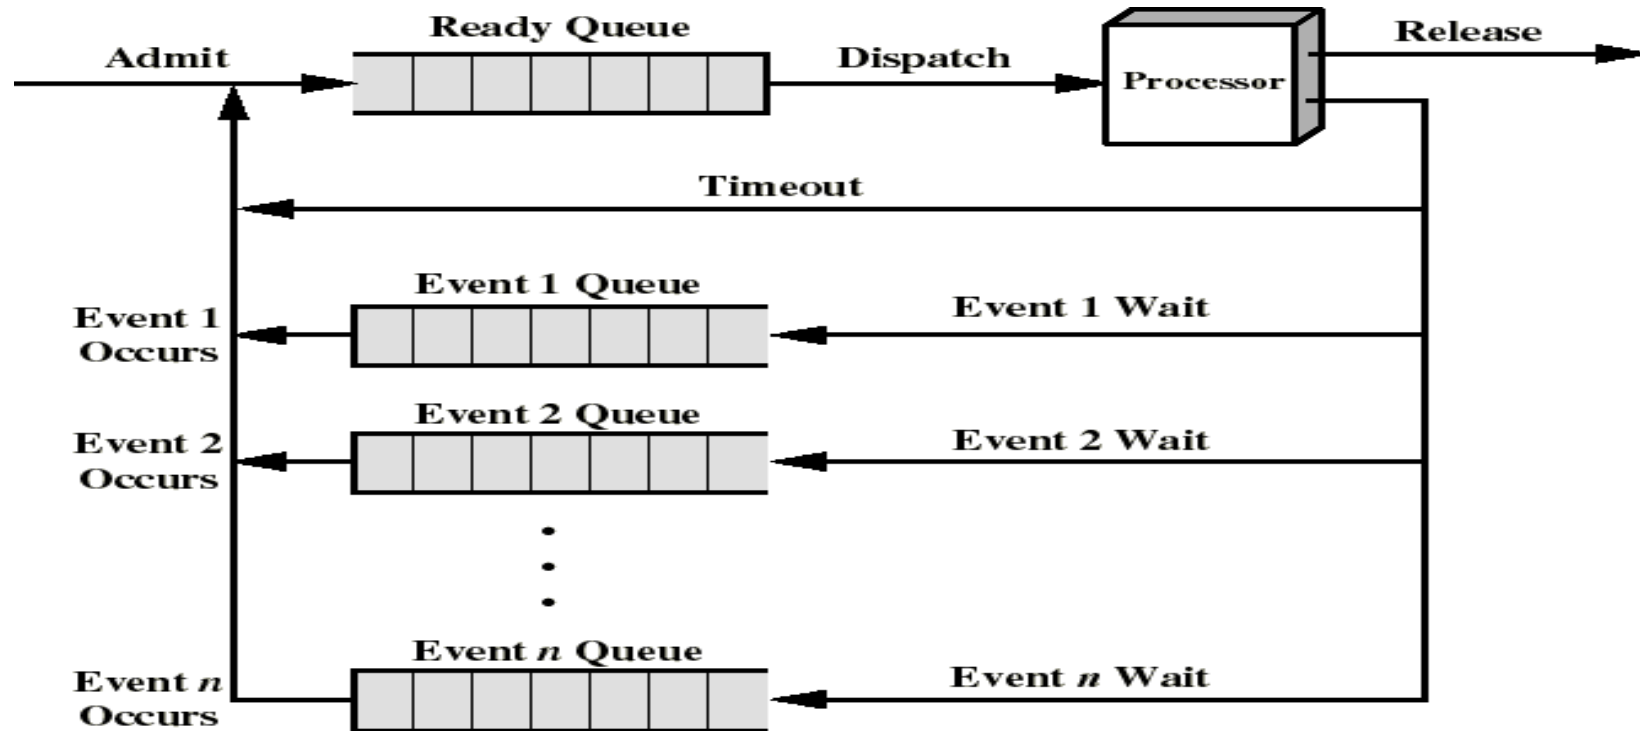 Ready Queue
Admit
Dispatch
Processor
Release
Timeout
Event 1 Queue
Event 1
Occurs
Event 1 Wait
Event 2 Queue
Event 2
Occurs
Event 2 Wait
Event n Queue
Event n
Occurs
Event n Wait